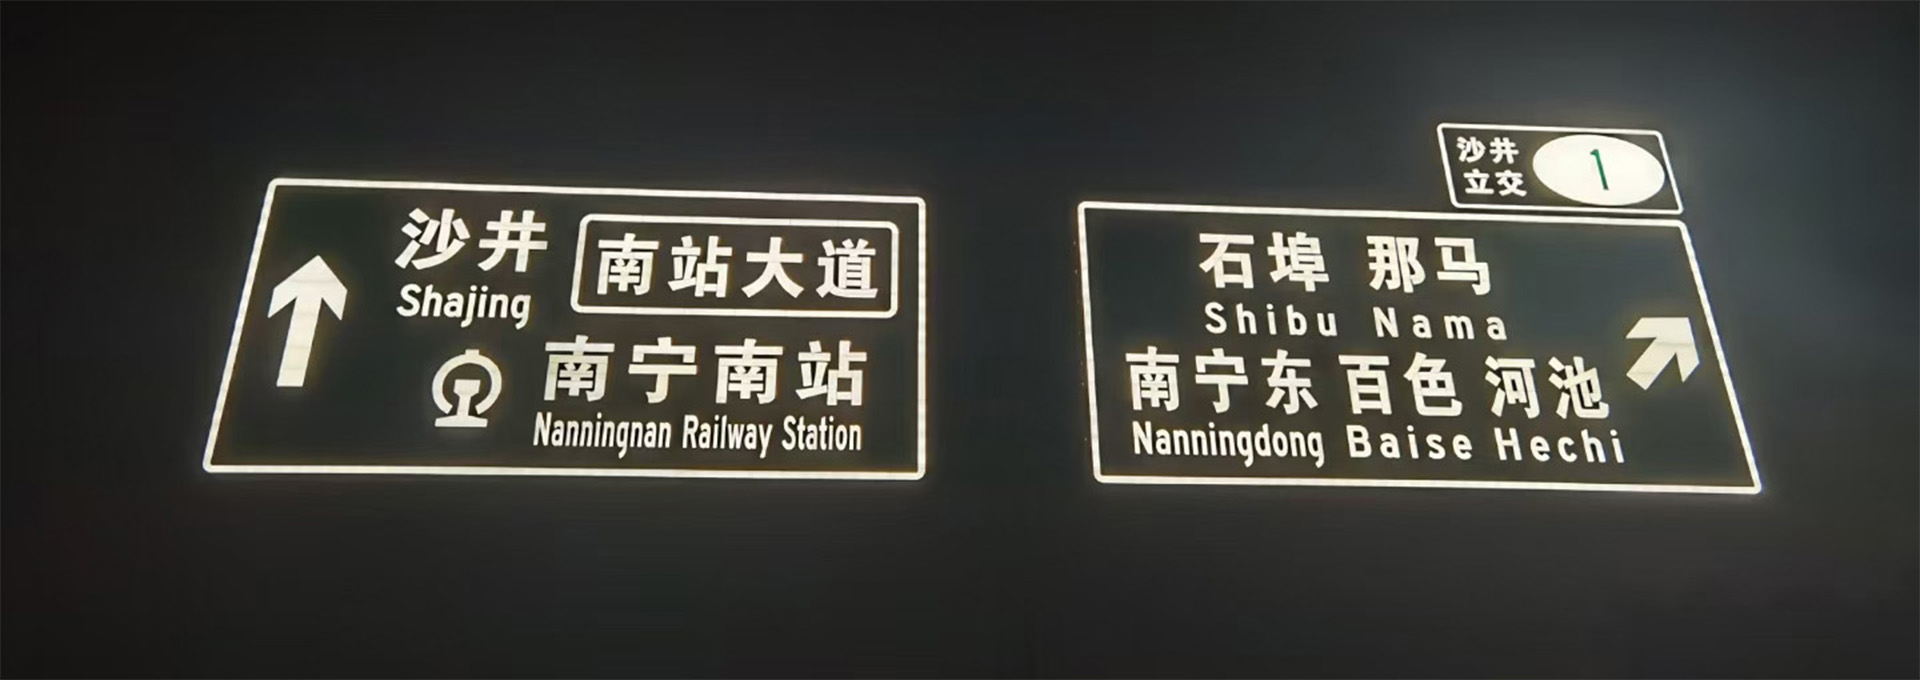 沙井 南站大道
Shajing
南宁南站
Nanningnan Railway Station
沙井
立交
1
石埠 那马
Shibu Nama
南宁东 百色 河池
Nanningdong Baise Hechi